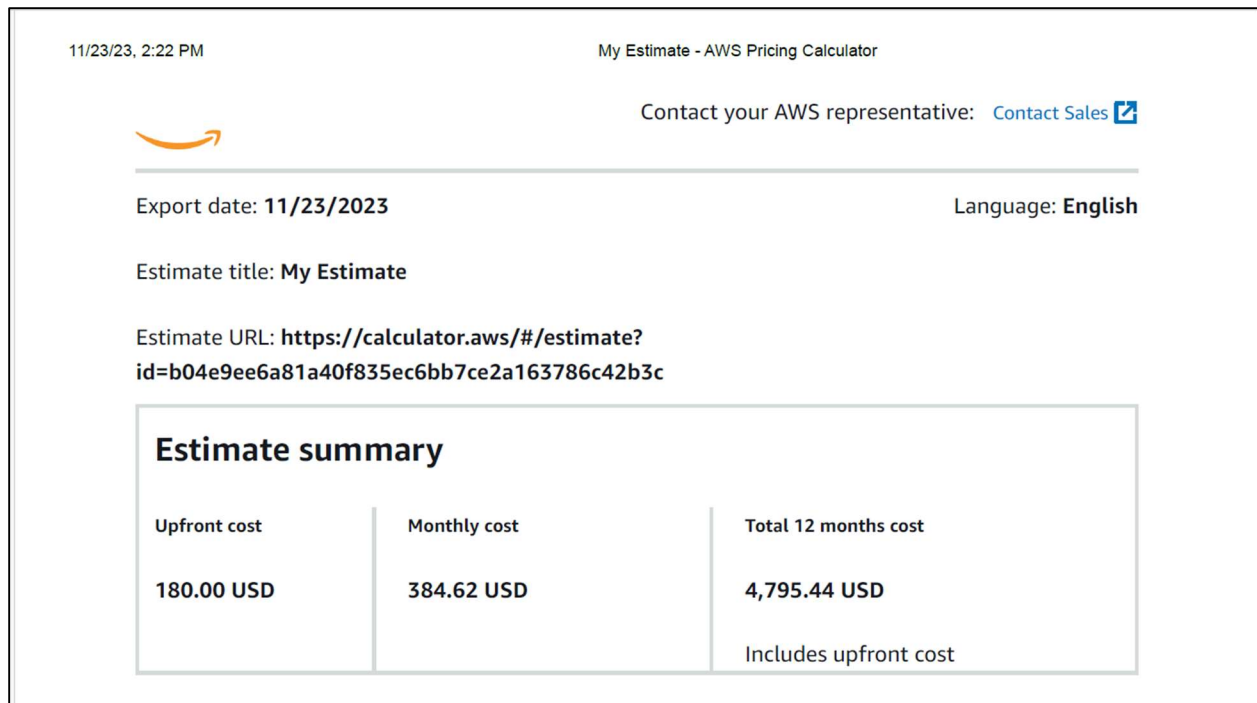 11/23/23, 2:22 PM My Estimate - AWS Pricing Calculator
Contact your AWS representative: Contact Sales
Export date: 11/23/2023 Language: English
Estimate title: My Estimate
Estimate URL: https://calculator.aws/#/estimate?
id=b04e9ee6a81a40f835ec6bb7ce2a163786c42b3c
Estimate summary
Upfront cost Monthly cost Total 12 months cost
180.00 USD 384.62 USD 4,795.44 USD
Includes upfront cost